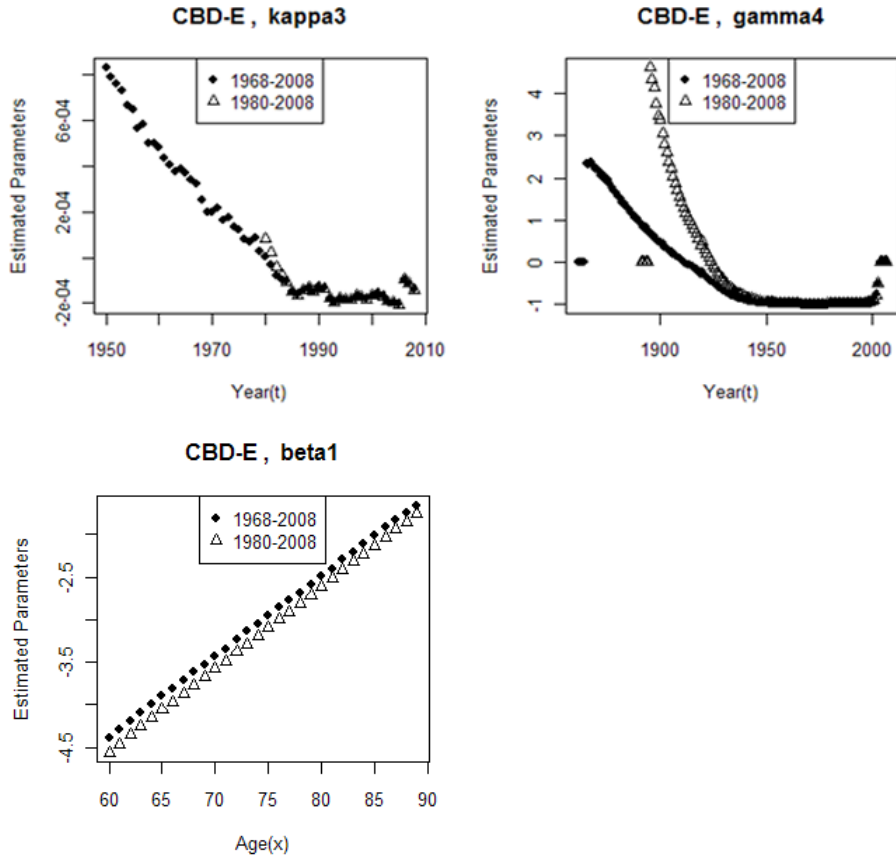 CBD-E , kappa3
Estimated Parameters
6e-04
2e-04
-2e-04
1968-2008
1980-2008
1950 1970 1990 2010
Year(t)
CBD-E , gamma4
Estimated Parameters
4
3
2
1
0
-1
1968-2008
1980-2008
1900 1950 2000
Year(t)
CBD-E , beta1
Estimated Parameters
-2.5
-3.5
-4.5
1968-2008
1980-2008
60 65 70 75 80 85 90
Age(x)